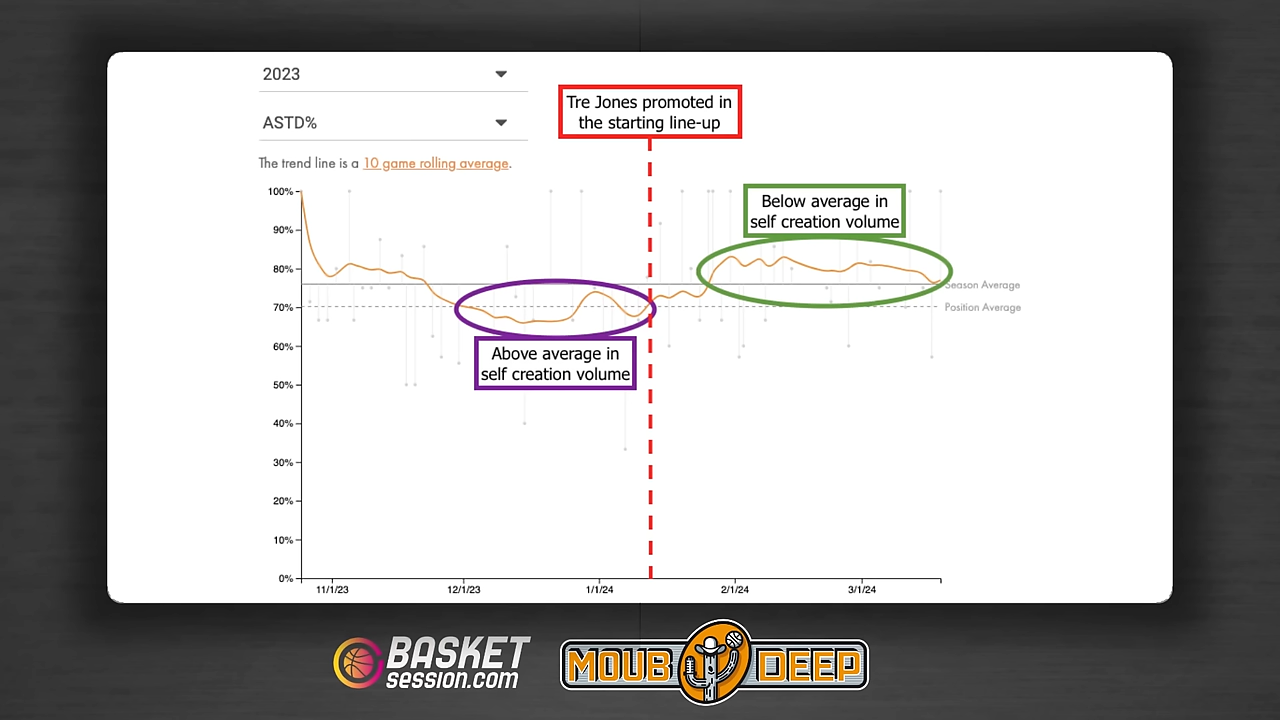 2023
ASTD%
Tre Jones promoted in
the starting line-up
The trend line is a 10 game rolling average.
Below average in
self creation volume
100%
90%
80%
70%
60%
50%
40%
30%
20%
10%
0%
Season Average
Position Average
Above average in
self creation volume
11/1/23
12/1/23
1/1/24
2/1/24
3/1/24
BASKET
session.com
MOUB DEEP